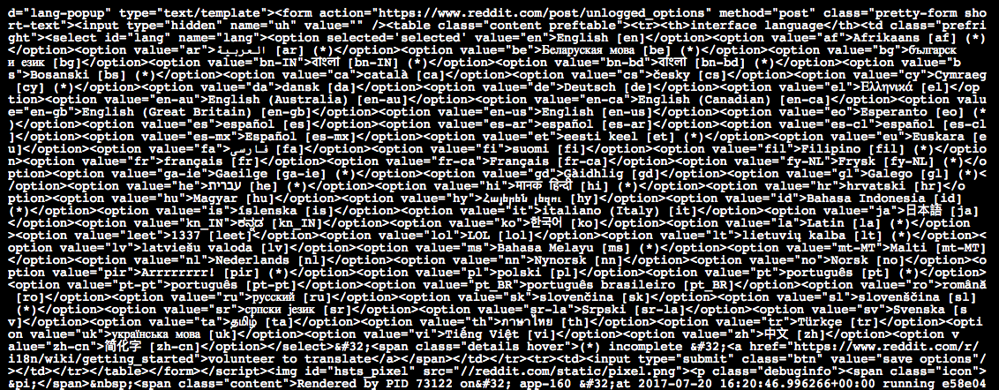 d="lang-popup" type="text/template"><form action="https://www.reddit.com/post/unlogged_options" method="post" class="pretty-form sho
rt-text"><input type="hidden" name="uh" value="" /><table class="content preftable"><tr><th>interface language</th><td class="prefri
ght"><select id="lang" name="lang"><option selected='selected' value="en">English [en]</option><option value="af">Afrikaans [af] (*)
</option><option value="ar">العربية [ar] (*)</option><option value="be">Беларуская мова [be] (*)</option><option value="bg">българск
и език [bg]</option><option value="bn-IN">বাংলা [bn-IN] (*)</option><option value="bn-bd">বাংলা [bn-bd] (*)</option><option value="b
s">Bosanski [bs] (*)</option><option value="ca">català [ca]</option><option value="cs">česky [cs]</option><option value="cy">Cymraeg
 [cy] (*)</option><option value="da">dansk [da]</option><option value="de">Deutsch [de]</option><option value="el">Ελληνικά [el]</op
tion><option value="en-au">English (Australia) [en-au]</option><option value="en-ca">English (Canadian) [en-ca]</option><option valu
e="en-gb">English (Great Britain) [en-gb]</option><option value="en-us">English [en-us]</option><option value="eo">Esperanto [eo] (*
)</option><option value="es">español [es]</option><option value="es-ar">español [es-ar]</option><option value="es-cl">español [es-cl
]</option><option value="es-mx">Español [es-mx]</option><option value="et">eesti keel [et] (*)</option><option value="eu">Euskara [e
u]</option><option value="fa">فارسی [fa]</option><option value="fi">suomi [fi]</option><option value="fil">Filipino [fil] (*)</optio
n><option value="fr">français [fr]</option><option value="fr-ca">Français [fr-ca]</option><option value="fy-NL">Frysk [fy-NL] (*)</o
ption><option value="ga-ie">Gaeilge [ga-ie] (*)</option><option value="gd">Gàidhlig [gd]</option><option value="gl">Galego [gl] (*)<
option value="he">עברית [he] (*)</option><option value="hi">मानक हिन्दी [hi] (*)</option><option value="hr">hrvatski [hr]</o
ption value="hu">Magyar [hu]</option><option value="hy">Հայերեն լեզու [hy]</option><option value="id">Bahasa Indonesia [id]
(*)</option><option value="is">íslenska [is]</option><option value="it">italiano (Italy) [it]</option><option value="ja">日本語 [ja]
</option><option value="kn_IN">ಕನ್ನಡ [kn_IN]</option><option value="ko">한국어 [ko]</option><option value="la">Latin [la] (*)</option
><option value="leet">1337 [leet]</option><option value="lol">LOL [lol]</option><option value="lt">lietuvių kalba [lt] (*)</option><
option value="lv">latviešu valoda [lv]</option><option value="ms">Bahasa Melayu [ms] (*)</option><option value="mt-MT">Malti [mt-MT]
</option><option value="nl">Nederlands [nl]</option><option value="nn">Nynorsk [nn]</option><option value="no">Norsk [no]</option><o
ption value="pir">Arrrrrrrr! [pir] (*)</option><option value="pl">polski [pl]</option><option value="pt">português [pt] (*)</option>
<option value="pt-pt">português [pt-pt]</option><option value="pt_BR">português brasileiro [pt_BR]</option><option value="ro">română
 [ro]</option><option value="ru">русский [ru]</option><option value="sk">slovenčina [sk]</option><option value="sl">slovenščina [sl]
 (*)</option><option value="sr">српски језик [sr]</option><option value="sr-la">Srpski [sr-la]</option><option value="sv">Svenska [s
v]</option><option value="ta">தமிழ் [ta]</option><option value="th">ภาษาไทย [th]</option><option value="tr">Türkçe [tr]</option><opti
on value="uk">українська мова [uk]</option><option value="vi">Tiếng Việt [vi]</option><option value="zh">中文 [zh]</option><option v
alue="zh-cn">简化字 [zh-cn]</option></select>&#32;<span class="details hover">(*) incomplete &#32;<a href="https://www.reddit.com/r/
i18n/wiki/getting_started">volunteer to translate</a></span></td></tr><tr><td><input type="submit" class="btn" value="save options"/
></td></tr></table></form></script><img id="hsts_pixel" src="//reddit.com/static/pixel.png"><p class="debuginfo"><span class="icon">
&pi;</span>&nbsp;<span class="content">Rendered by PID 73122 on&#32; app-160 &#32;at 2017-07-20 16:20:46.996266+00:00 running e58e04